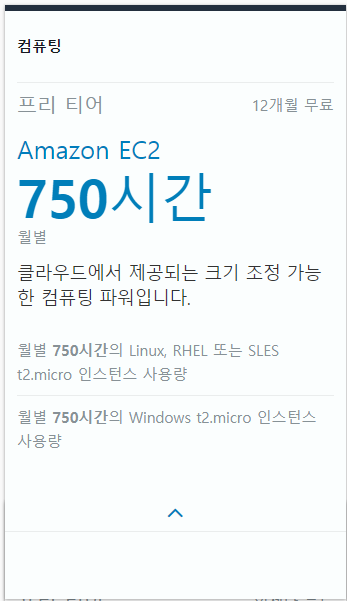 컴퓨팅
프리 티어
12개월 무료
Amazon EC2
750시간
월별
클라우드에서 제공되는 크기 조정 가능
한 컴퓨팅 파워입니다.
월별 750시간의 Linux, RHEL 또는 SLES
t2.micro 인스턴스 사용량
월별 750시간의 Windows t2.micro 인스턴스
사용량